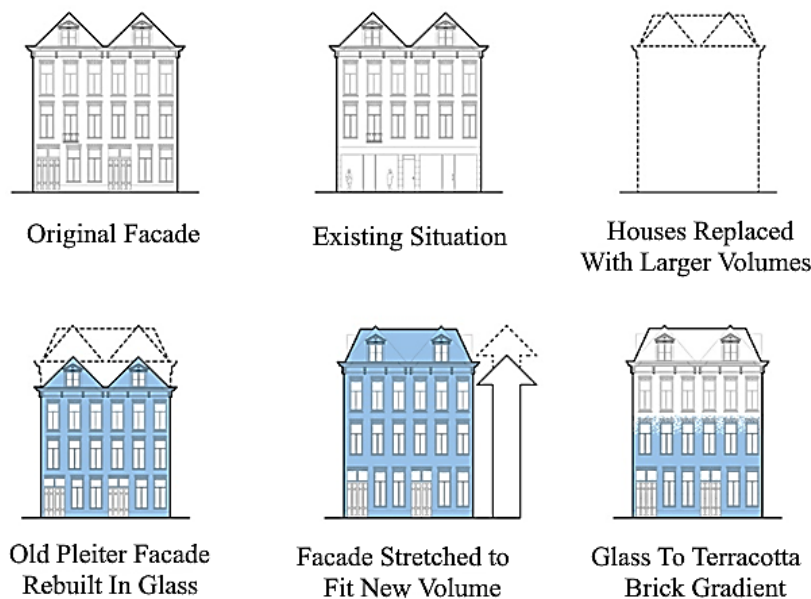 Original Facade
Existing Situation
Houses Replaced
With Larger Volumes
Old Pleiter Facade
Rebuilt In Glass
Facade Stretched to
Fit New Volume
Glass To Terracotta
Brick Gradient